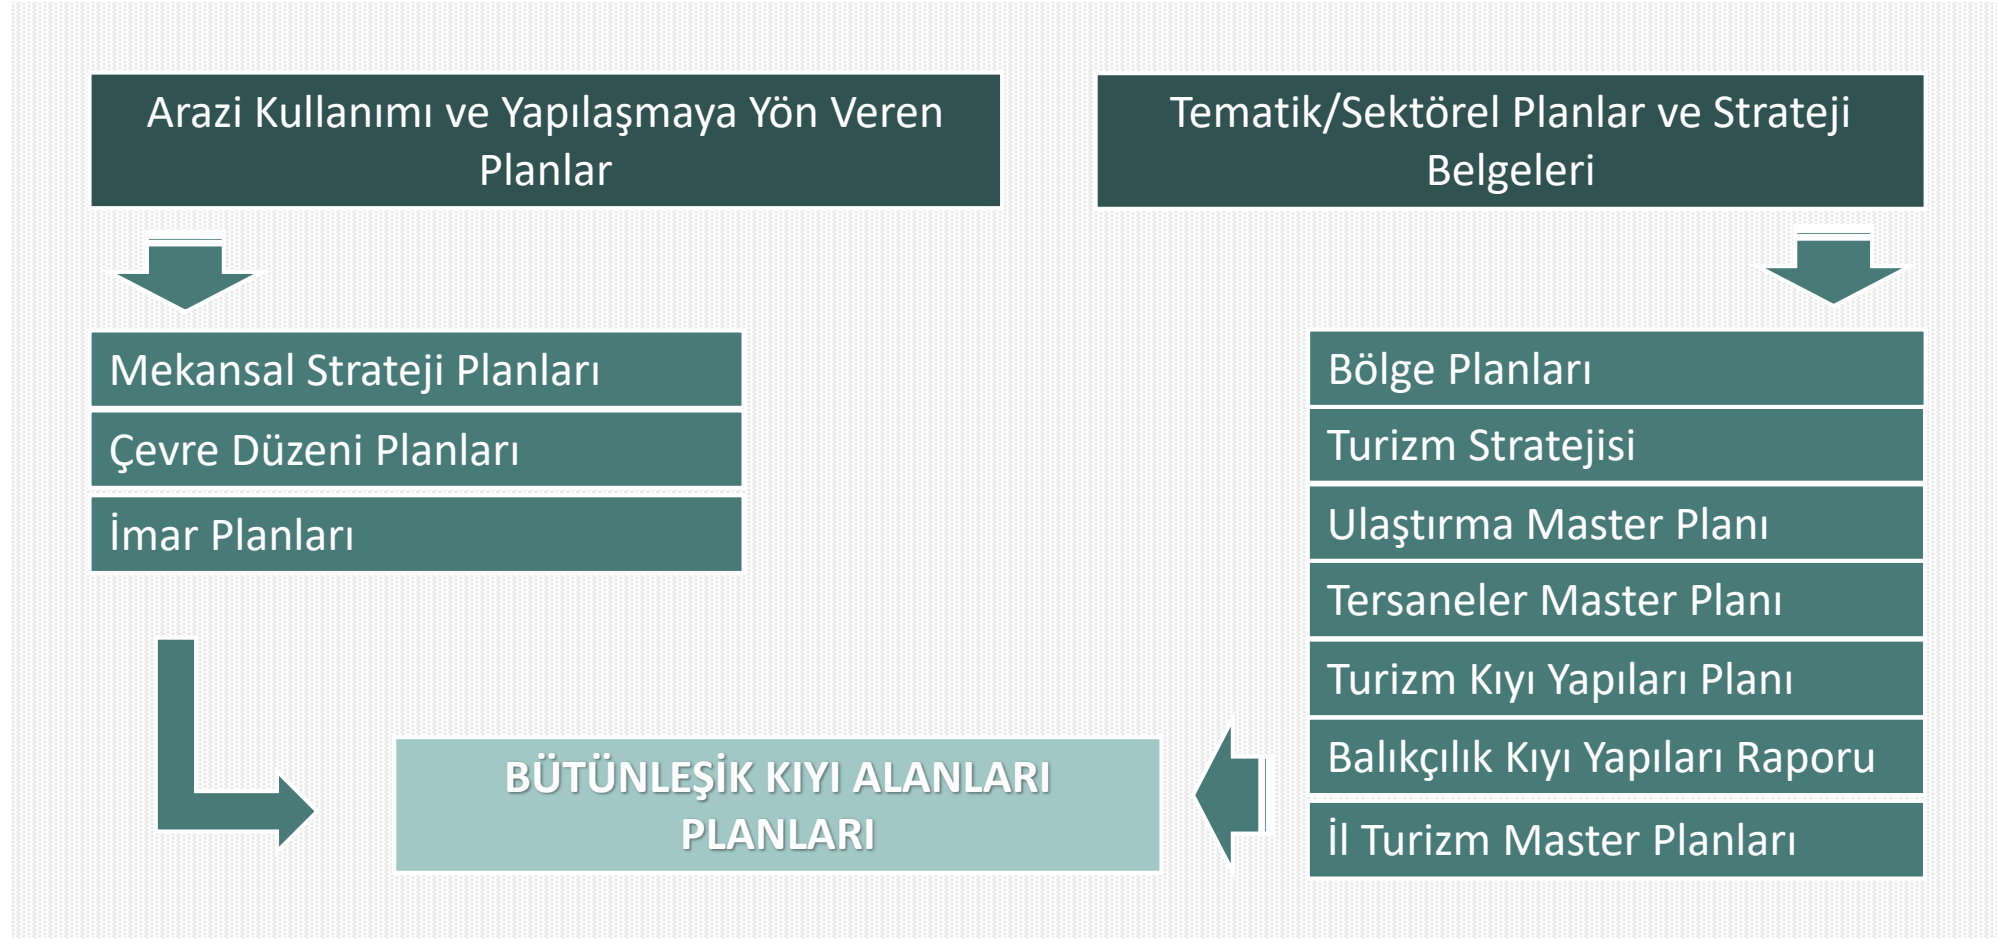 Arazi Kullanımı ve Yapılaşmaya Yön Veren
Planlar
Mekansal Strateji Planları
Çevre Düzeni Planları
İmar Planları
Tematik/Sektörel Planlar ve Strateji
Belgeleri
Bölge Planları
Turizm Stratejisi
Ulaştırma Master Planı
Tersaneler Master Planı
Turizm Kıyı Yapıları Planı
Balıkçılık Kıyı Yapıları Raporu
İl Turizm Master Planları
BÜTÜNLEŞİK KIYI ALANLARI
PLANLARI